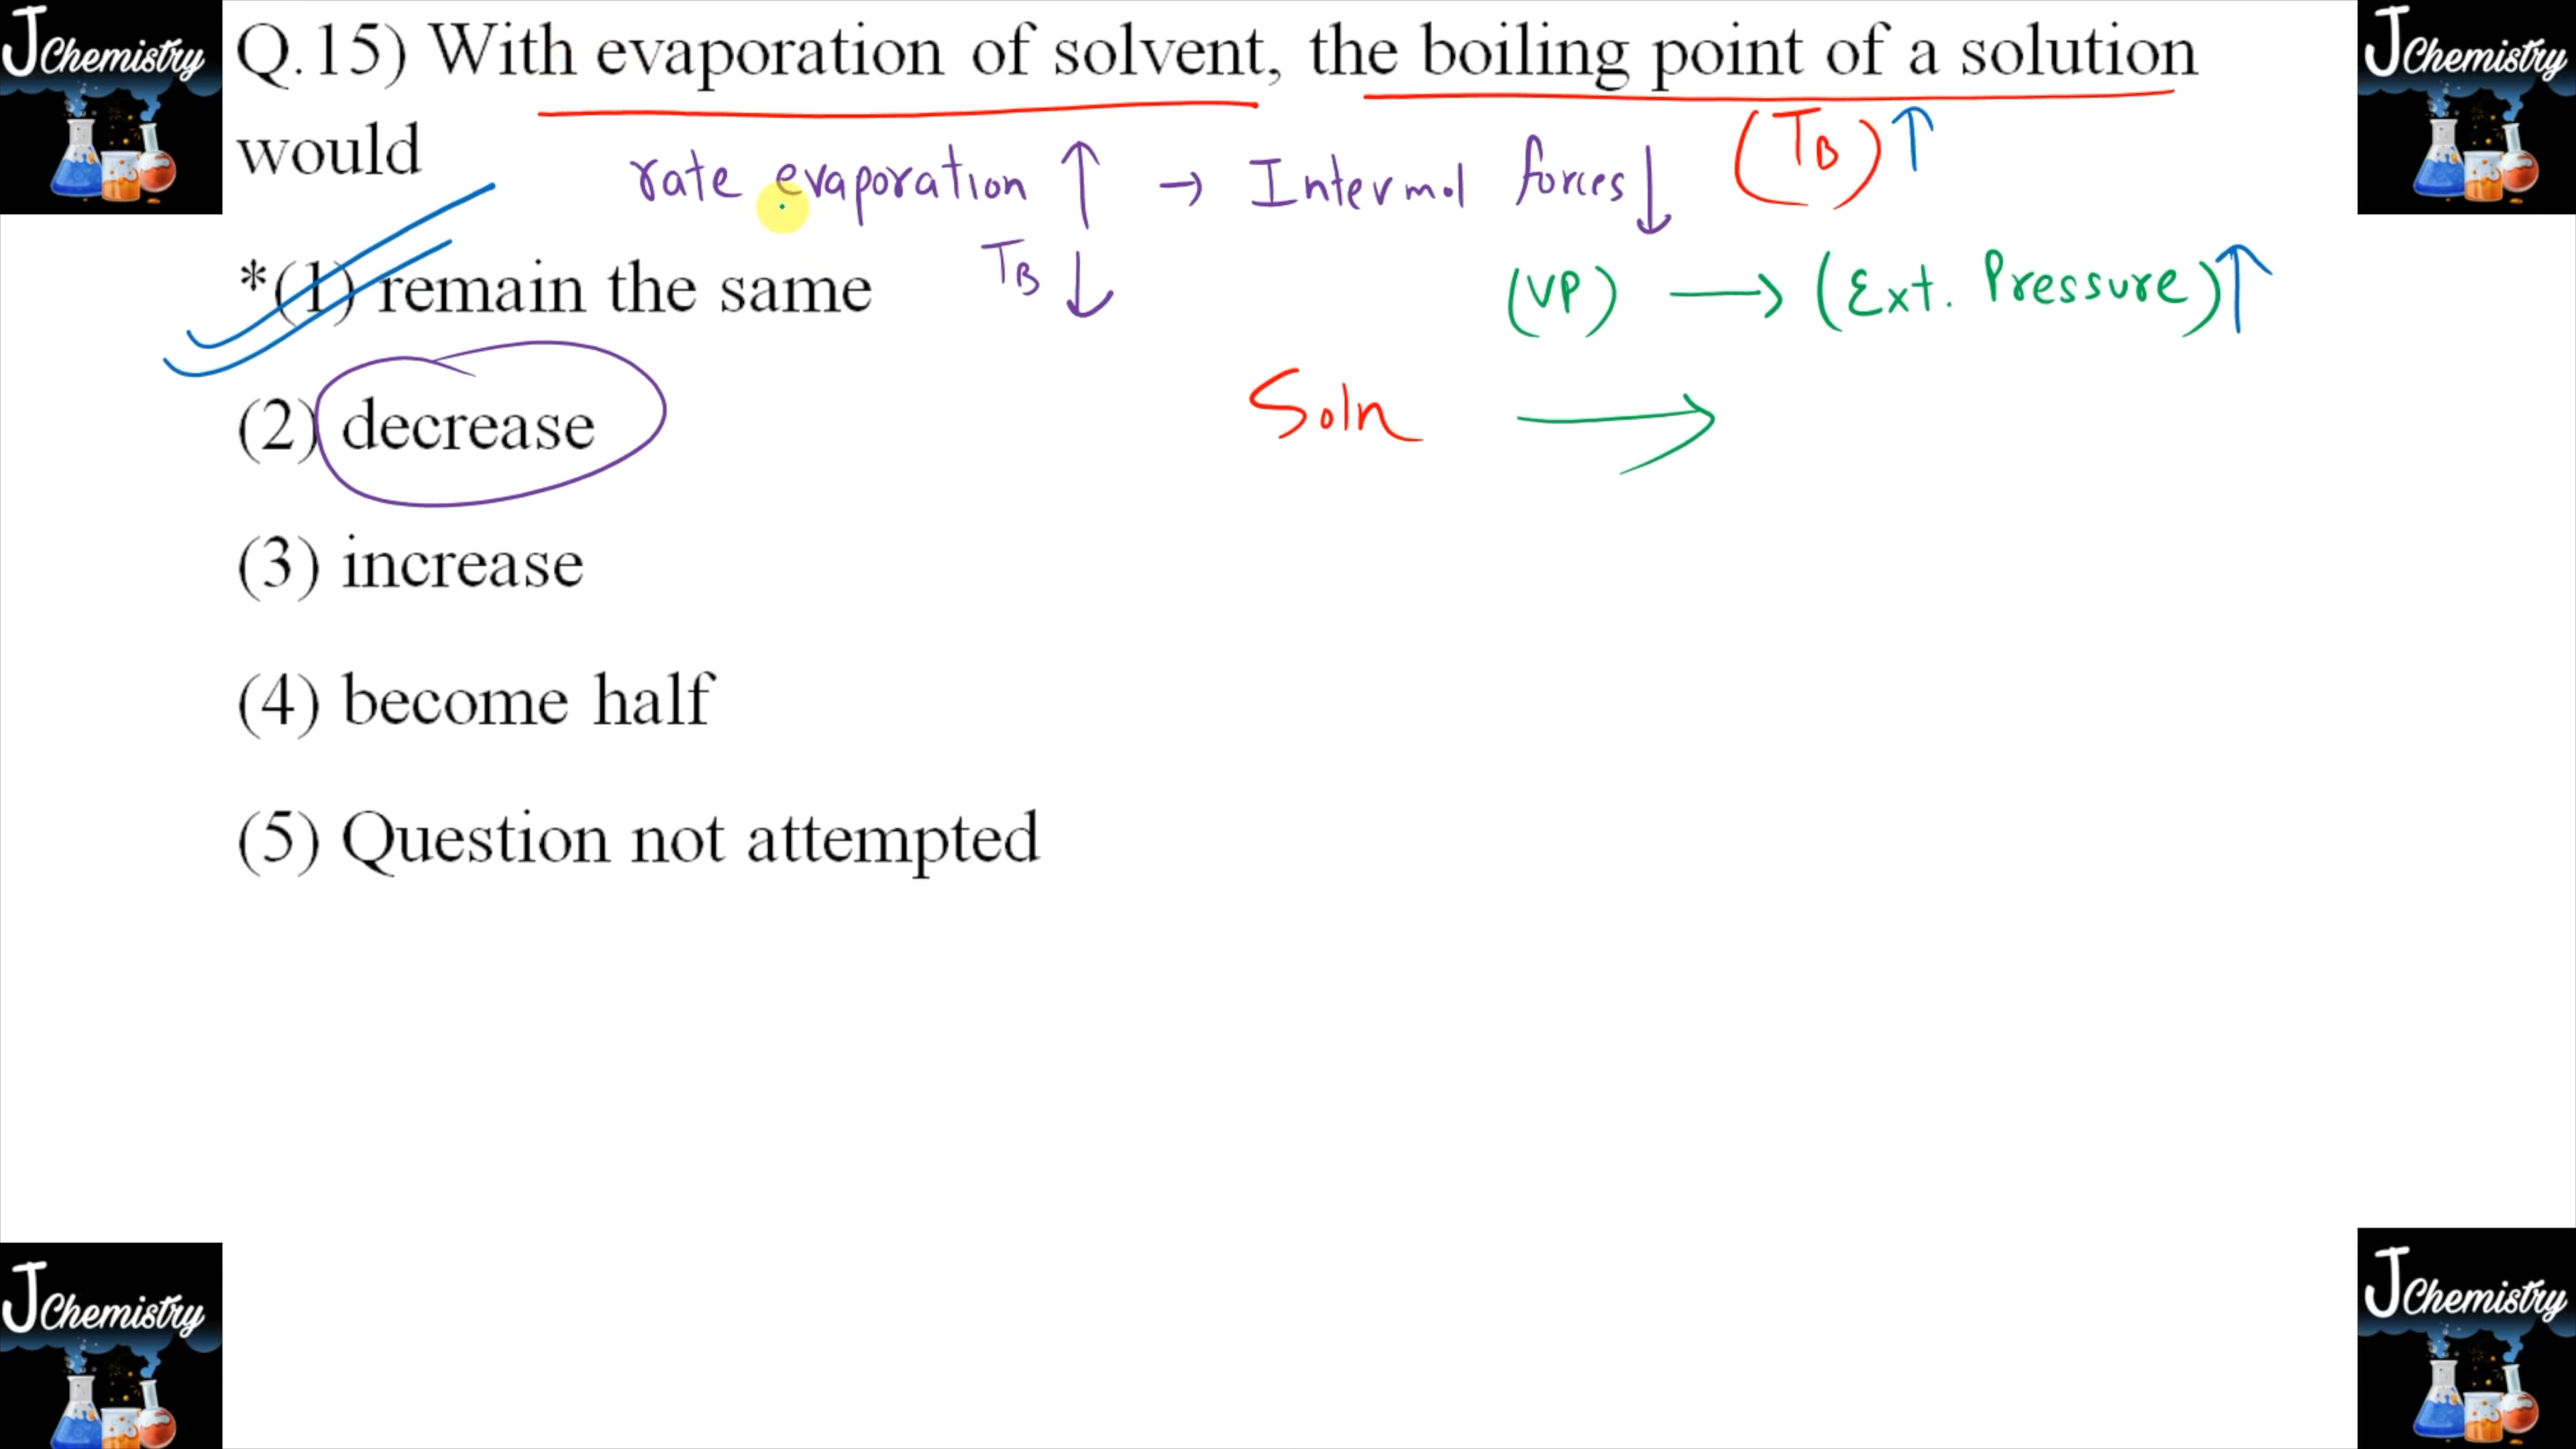 JChemistry
JChemistry
Q.15) With evaporation of solvent, the boiling point of a solution
would
rate evaporation ↑ → Intermol forces ↓ (TB) ↑
*(1) remain the same
TB ↓
(VP) → (Ext. Pressure) ↑
(2) decrease
Soln →
(3) increase
(4) become half
(5) Question not attempted
JChemistry
JChemistry